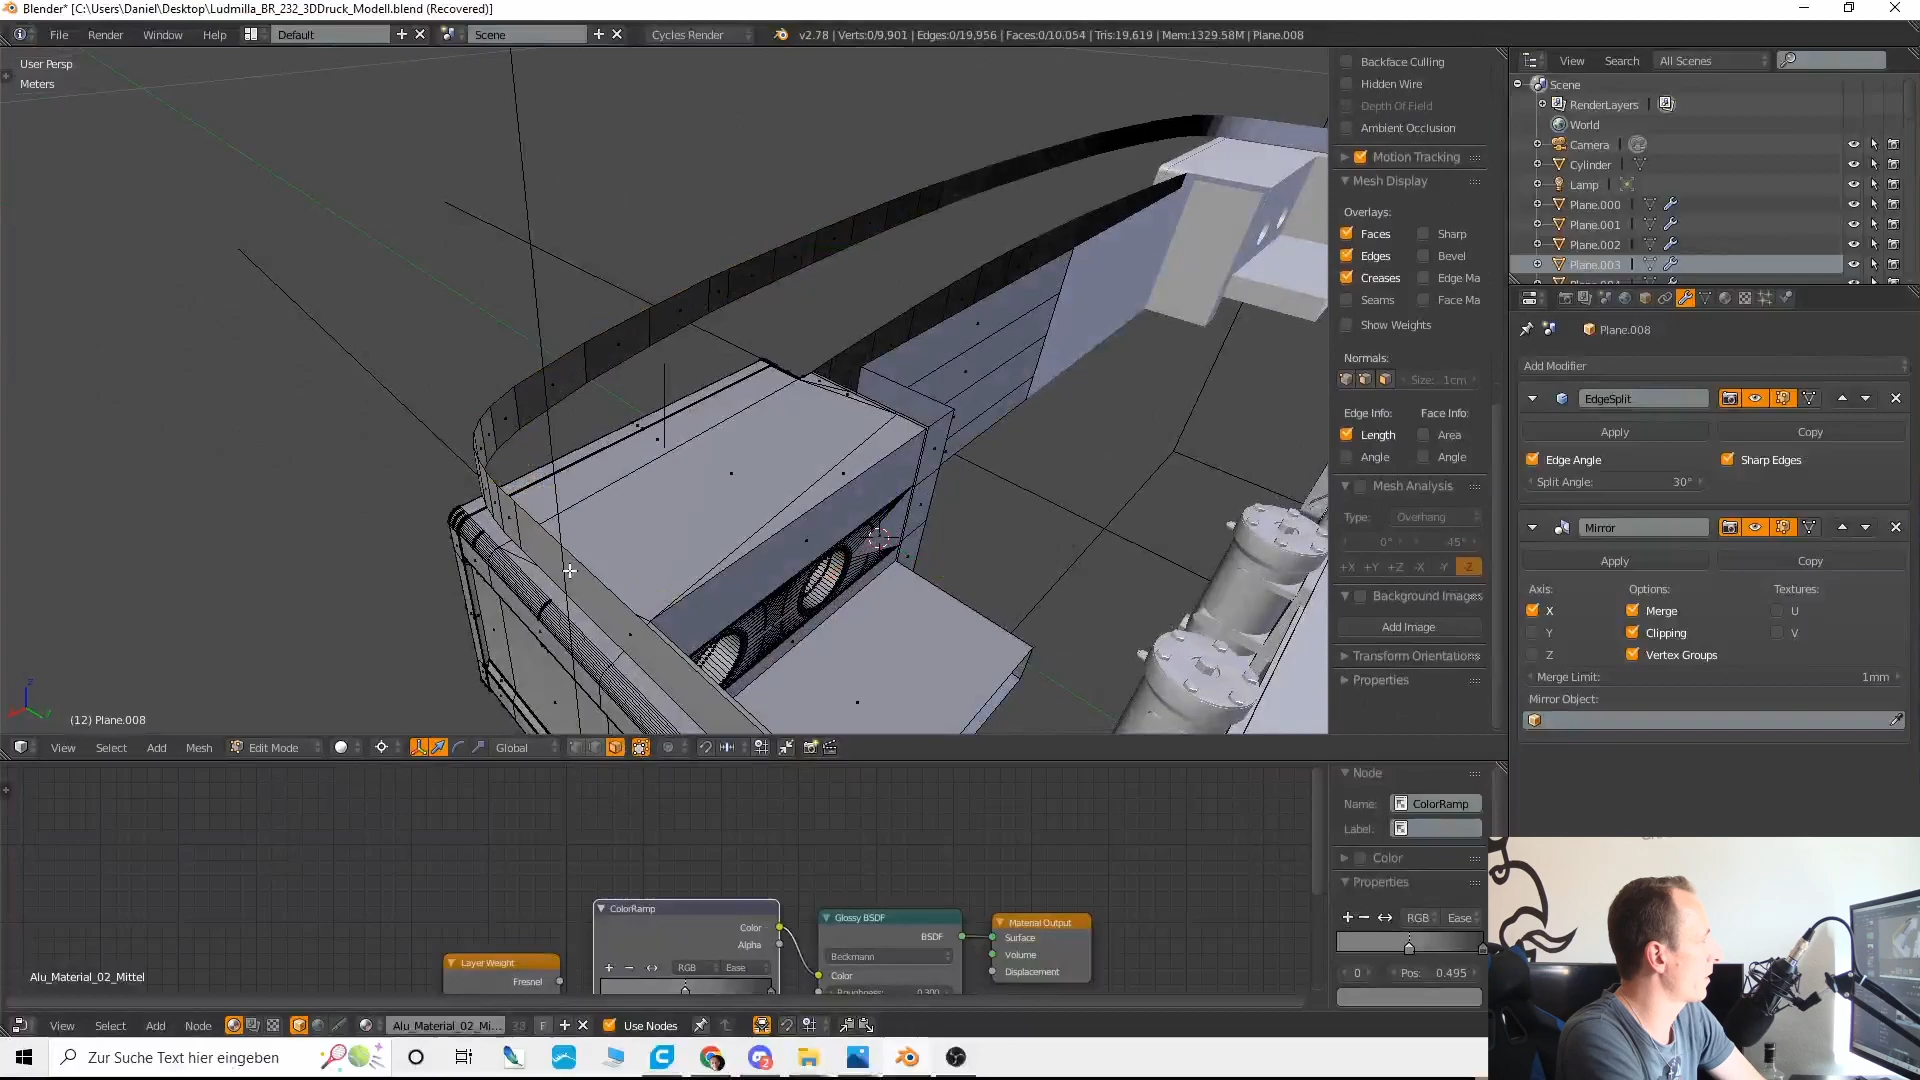 Blender* [C:\Users\Daniel\Desktop\Ludmilla_BR_232_3DDruck_Modell.blend (Recovered)]
File Render Window Help Default Scene Cycles Render v2.78 | Verts:0/9,901 | Edges:0/19,956 | Faces:0/10,054 | Tris:19,619 | Mem:1329.58M | Plane.008
User Persp
Meters
(12) Plane.008
Backface Culling
Hidden Wire
Depth Of Field
Ambient Occlusion
Motion Tracking
Mesh Display
Overlays:
Faces Sharp
Edges Bevel
Creases Edge Ma
Seams Face Ma
Show Weights
Normals:
Size: 1cm
Edge Info: Face Info:
Length Area
Angle Angle
Mesh Analysis
Type: Overhang
0° 45°
+X +Y +Z -X -Y -Z
Background Images
Add Image
Transform Orientations
Properties
View Search All Scenes
Scene
RenderLayers
World
Camera
Cylinder
Lamp
Plane.000
Plane.001
Plane.002
Plane.003
Plane.008
Add Modifier
EdgeSplit
Apply Copy
Edge Angle Sharp Edges
Split Angle: 30°
Mirror
Apply Copy
Axis: Options: Textures:
X Merge U
Y Clipping V
Z Vertex Groups
Merge Limit: 1mm
Mirror Object:
View Select Add Mesh Edit Mode Global
Layer Weight
Fresnel
ColorRamp
Color
Alpha
RGB Ease
Glossy BSDF
BSDF
Beckmann
Color
Roughness: 0.300
Material Output
Surface
Volume
Displacement
Alu_Material_02_Mittel
Node
Name: ColorRamp
Label:
Color
Properties
RGB Ease
0 Pos: 0.495
View Select Add Node Alu_Material_02_Mi... 38 F Use Nodes
Zur Suche Text hier eingeben
2